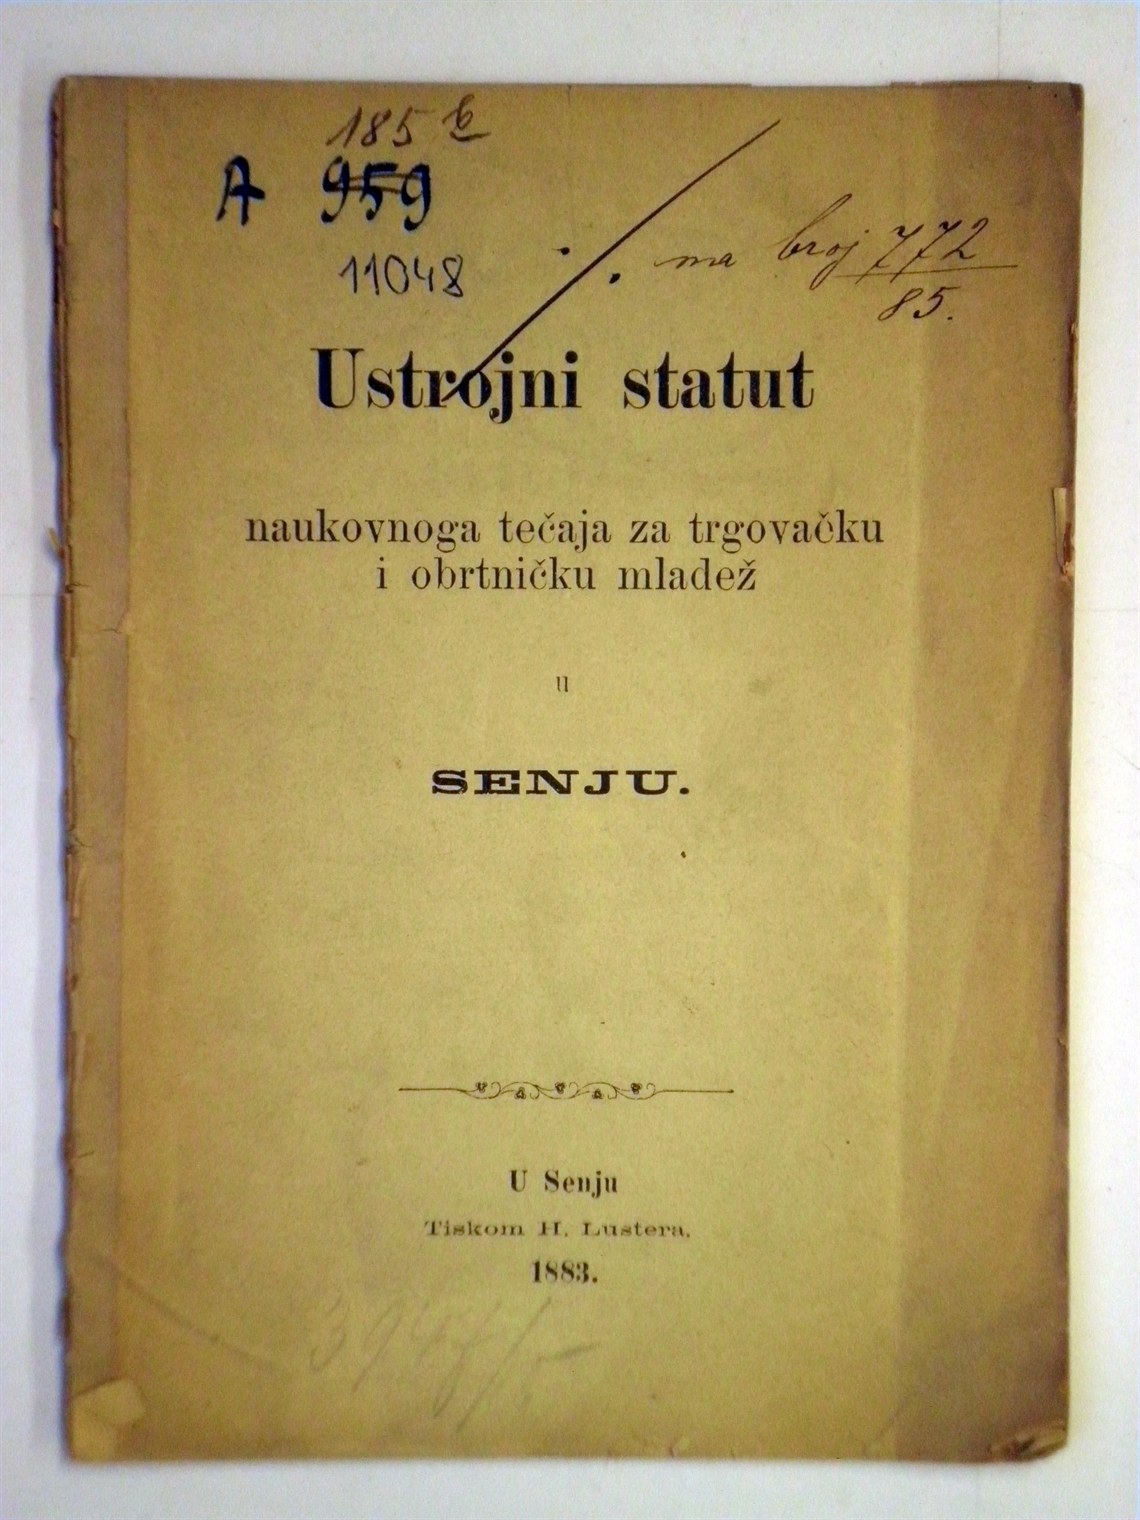 185 b
A 959
11048
na broj 772
85.
Ustrojni statut
naukovnoga tečaja za trgovačku
i obrtničku mladež
u
SENJU.
U Senju
Tiskom H. Lustera.
1883.